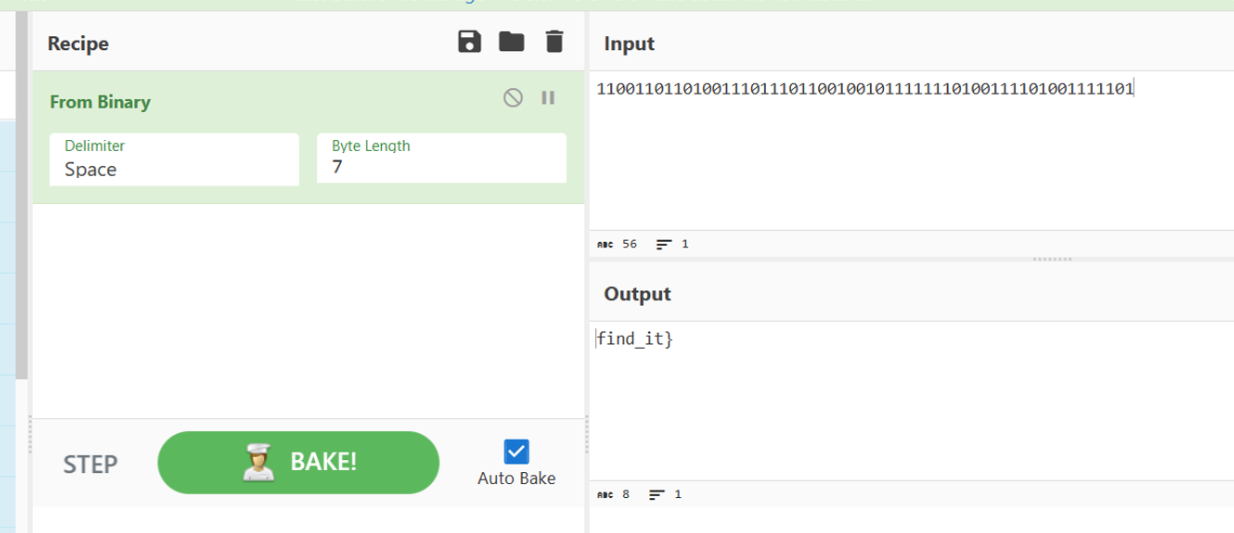 Recipe
From Binary
Delimiter
Space
Byte Length
7
STEP
BAKE!
Auto Bake
Input
110011011010011101110110010010111111110100111101001111101
ABC 56 1
Output
find_it}
ABC 8 1